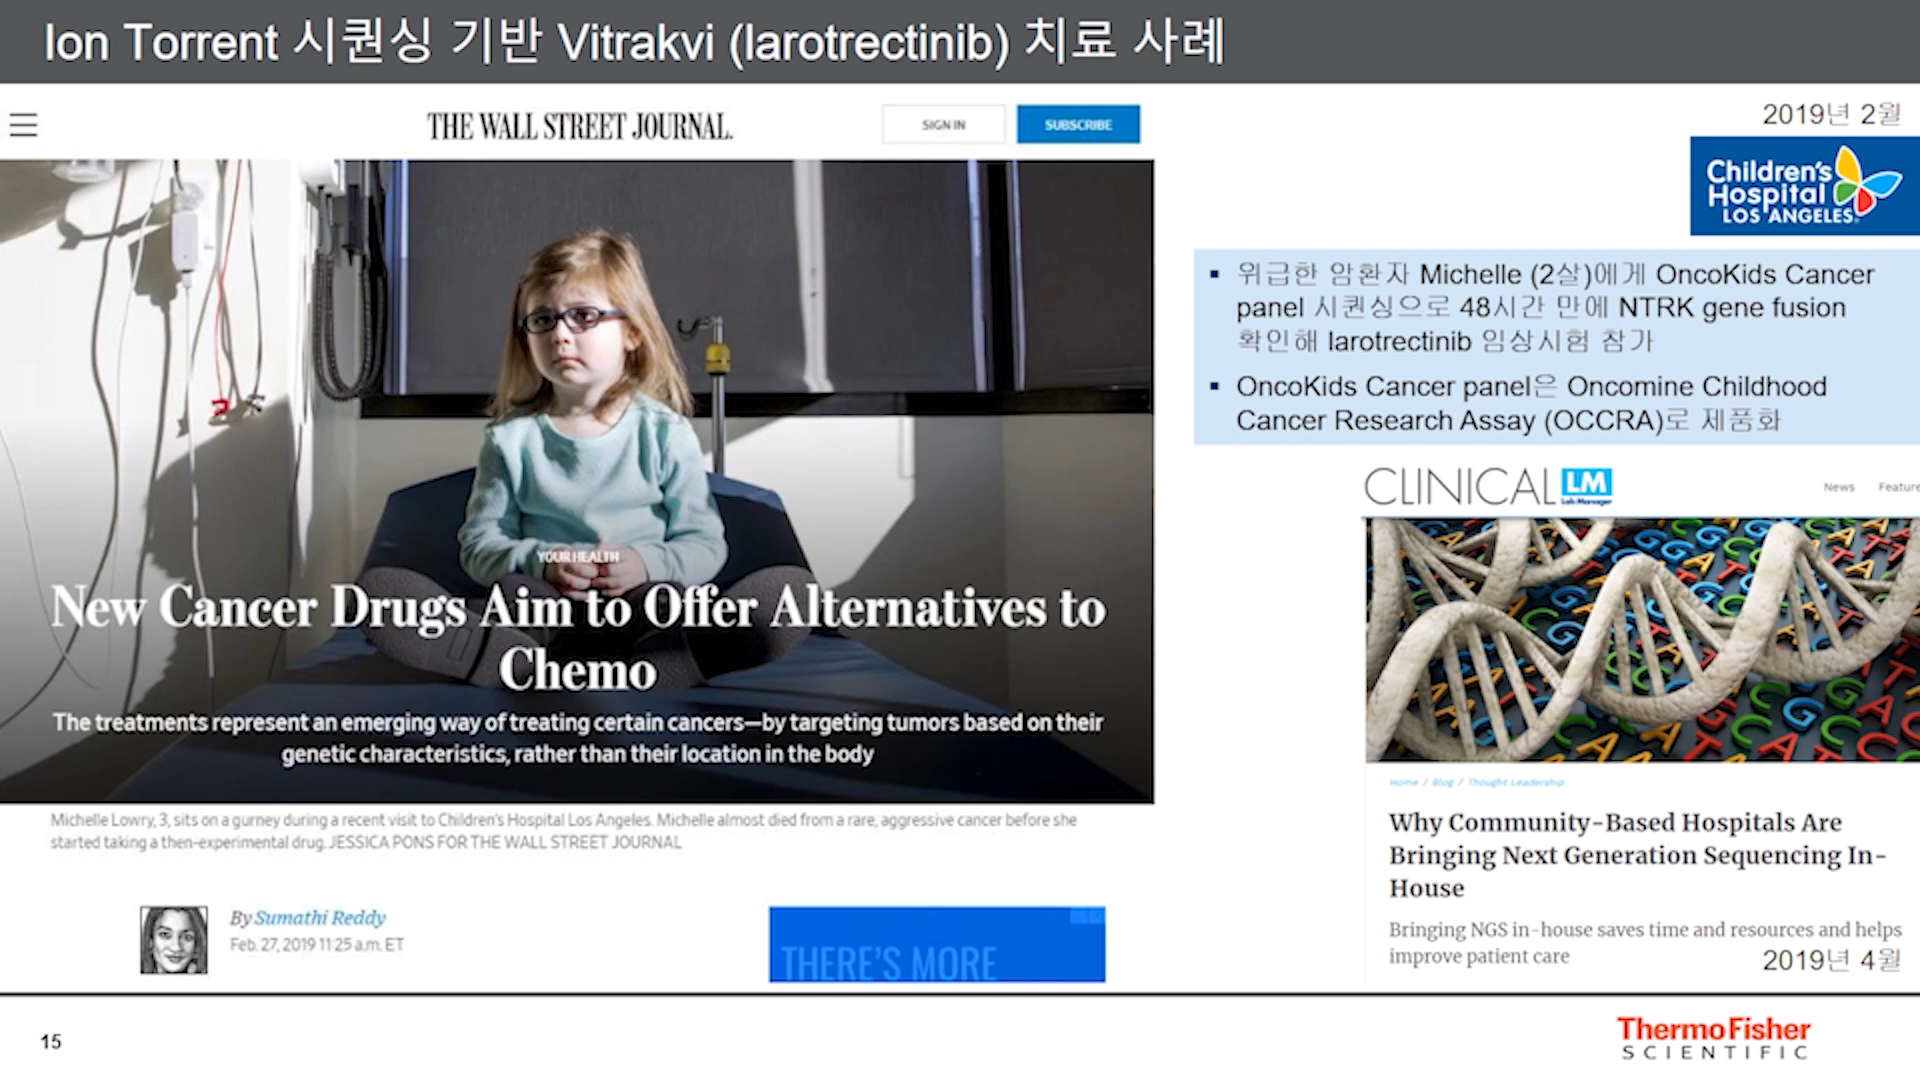 Ion Torrent 시퀀싱 기반 Vitrakvi (larotrectinib) 치료 사례
THE WALL STREET JOURNAL.
SIGN IN
SUBSCRIBE
YOUR HEALTH
New Cancer Drugs Aim to Offer Alternatives to
Chemo
The treatments represent an emerging way of treating certain cancers—by targeting tumors based on their
genetic characteristics, rather than their location in the body
Michelle Lowry, 3, sits on a gurney during a recent visit to Children's Hospital Los Angeles. Michelle almost died from a rare, aggressive cancer before she
started taking a then-experimental drug. JESSICA PONS FOR THE WALL STREET JOURNAL
By Sumathi Reddy
Feb. 27, 2019 11:25 a.m. ET
THERE'S MORE
2019년 2월
Children's
Hospital
LOS ANGELES
▪ 위급한 암환자 Michelle (2살)에게 OncoKids Cancer
panel 시퀀싱으로 48시간 만에 NTRK gene fusion
확인해 larotrectinib 임상시험 참가
▪ OncoKids Cancer panel은 Oncomine Childhood
Cancer Research Assay (OCCRA)로 제품화
CLINICAL LM
Lab Manager
News Feature
Home / Blog / Thought Leadership
Why Community-Based Hospitals Are
Bringing Next Generation Sequencing In-
House
Bringing NGS in-house saves time and resources and helps
improve patient care
2019년 4월
15
ThermoFisher
SCIENTIFIC